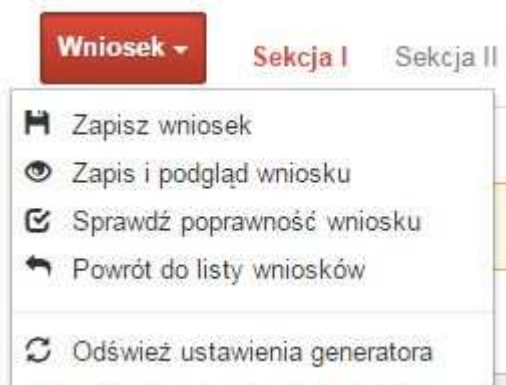 Wniosek Sekcja I Sekcja II
Zapisz wniosek
Zapis i podgląd wniosku
Sprawdź poprawność wniosku
Powrót do listy wniosków
Odśwież ustawienia generatora